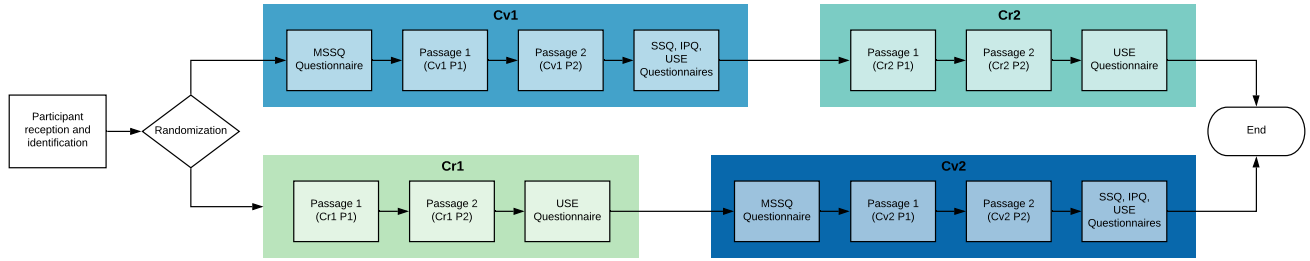 Participant
reception and
identification
Randomization
Cv1
MSSQ
Questionnaire
Passage 1
(Cv1 P1)
Passage 2
(Cv1 P2)
SSQ, IPQ,
USE
Questionnaires
Cr2
Passage 1
(Cr2 P1)
Passage 2
(Cr2 P2)
USE
Questionnaire
Cr1
Passage 1
(Cr1 P1)
Passage 2
(Cr1 P2)
USE
Questionnaire
Cv2
MSSQ
Questionnaire
Passage 1
(Cv2 P1)
Passage 2
(Cv2 P2)
SSQ, IPQ,
USE
Questionnaires
End